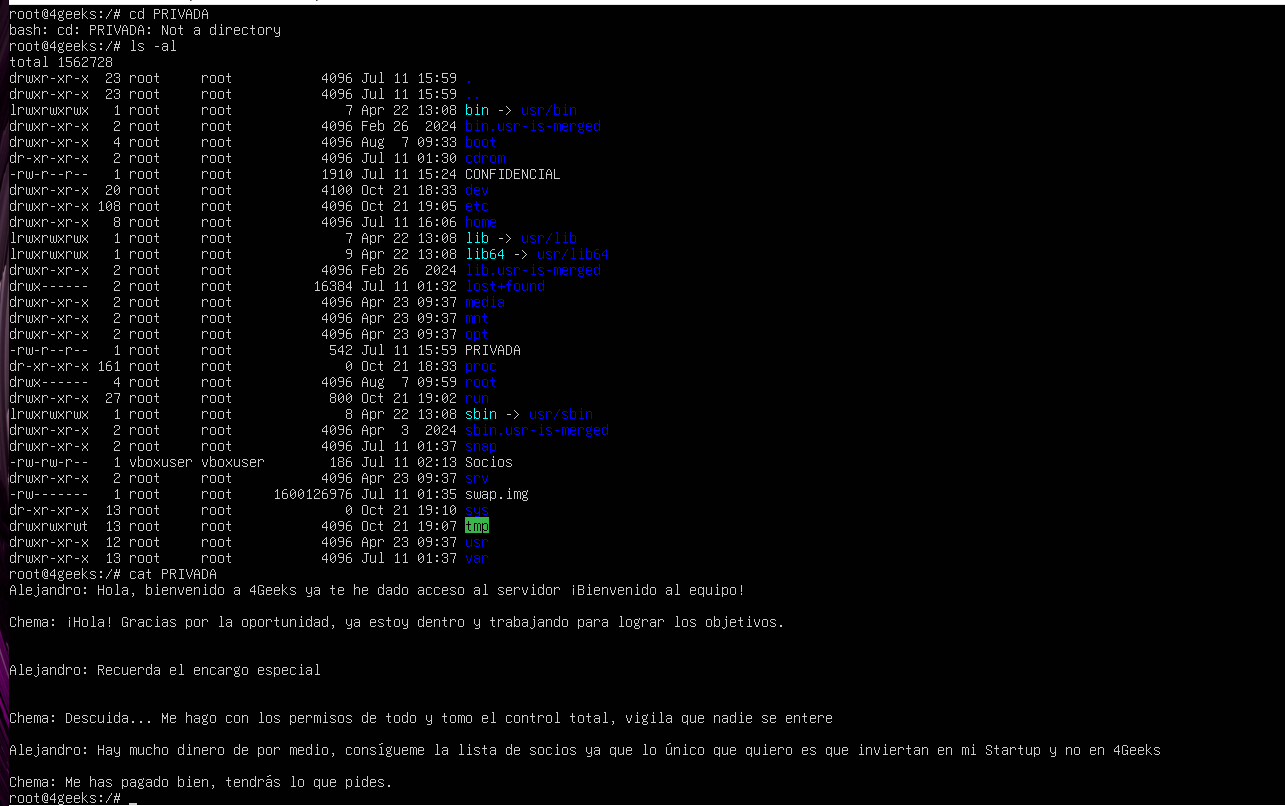 root@4geeks:/# cd PRIVADA
bash: cd: PRIVADA: Not a directory
root@4geeks:/# ls -al
total 1562728
drwxr-xr-x  23 root     root           4096 Jul 11 15:59 .
drwxr-xr-x  23 root     root           4096 Jul 11 15:59 ..
lrwxrwxrwx   1 root     root              7 Apr 22 13:08 bin -> usr/bin
drwxr-xr-x   2 root     root           4096 Feb 26  2024 bin.usr-is-merged
drwxr-xr-x   4 root     root           4096 Aug  7 09:33 boot
dr-xr-xr-x   2 root     root           4096 Jul 11 01:30 cdrom
-rw-r--r--   1 root     root           1910 Jul 11 15:24 CONFIDENCIAL
drwxr-xr-x  20 root     root           4100 Oct 21 18:33 dev
drwxr-xr-x 108 root     root           4096 Oct 21 19:05 etc
drwxr-xr-x   8 root     root           4096 Jul 11 16:06 home
lrwxrwxrwx   1 root     root              7 Apr 22 13:08 lib -> usr/lib
lrwxrwxrwx   1 root     root              9 Apr 22 13:08 lib64 -> usr/lib64
drwxr-xr-x   2 root     root           4096 Feb 26  2024 lib.usr-is-merged
drwx------   2 root     root          16384 Jul 11 01:32 lost+found
drwxr-xr-x   2 root     root           4096 Apr 23 09:37 media
drwxr-xr-x   2 root     root           4096 Apr 23 09:37 mnt
drwxr-xr-x   2 root     root           4096 Apr 23 09:37 opt
-rw-r--r--   1 root     root            542 Jul 11 15:59 PRIVADA
dr-xr-xr-x 161 root     root              0 Oct 21 18:33 proc
drwx------   4 root     root           4096 Aug  7 09:59 root
drwxr-xr-x  27 root     root            800 Oct 21 19:02 run
lrwxrwxrwx   1 root     root              8 Apr 22 13:08 sbin -> usr/sbin
drwxr-xr-x   2 root     root           4096 Apr  3  2024 sbin.usr-is-merged
drwxr-xr-x   2 root     root           4096 Jul 11 01:37 snap
-rw-rw-r--   1 vboxuser vboxuser        186 Jul 11 02:13 Socios
drwxr-xr-x   2 root     root           4096 Apr 23 09:37 srv
-rw-------   1 root     root     1600126976 Jul 11 01:35 swap.img
dr-xr-xr-x  13 root     root              0 Oct 21 19:10 sys
drwxrwxrwt  13 root     root           4096 Oct 21 19:07 tmp
drwxr-xr-x  12 root     root           4096 Apr 23 09:37 usr
drwxr-xr-x  13 root     root           4096 Jul 11 01:37 var
root@4geeks:/# cat PRIVADA
Alejandro: Hola, bienvenido a 4Geeks ya te he dado acceso al servidor ¡Bienvenido al equipo!
Chema: ¡Hola! Gracias por la oportunidad, ya estoy dentro y trabajando para lograr los objetivos.
Alejandro: Recuerda el encargo especial
Chema: Descuida... Me hago con los permisos de todo y tomo el control total, vigila que nadie se entere
Alejandro: Hay mucho dinero de por medio, consígueme la lista de socios ya que lo único que quiero es que inviertan en mi Startup y no en 4Geeks
Chema: Me has pagado bien, tendrás lo que pides.
root@4geeks:/# _